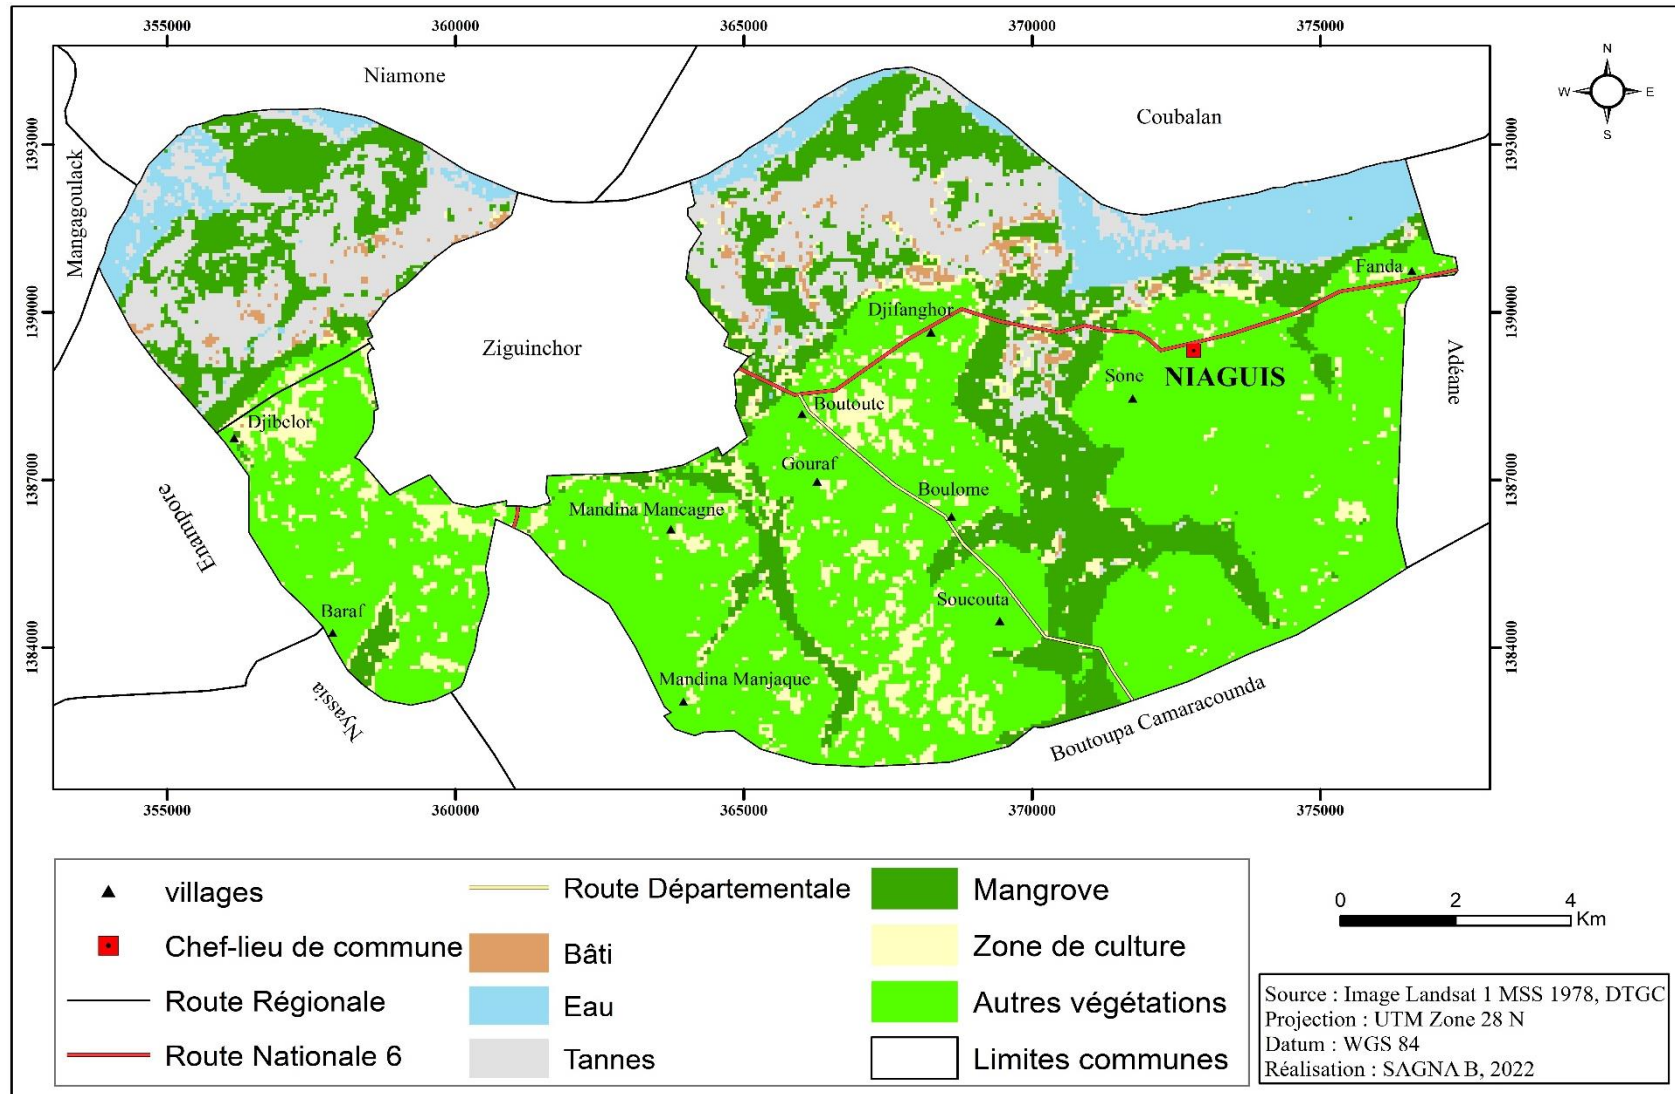 355000 360000 365000 370000 375000
N
W E
S
Niamone
Coubalan
Mangagoulack
1393000 1393000
Fanda
1390000 1390000
Djifanghor
Ziguinchor
Adéane
Sone
NIAGUIS
Boutoute
Djibelor
Gouraf
1387000 1387000
Boulome
Mandina Mancagne
Enampore
Soucouta
Baraf
1384000 1384000
Mandina Manjaque
Nyassia
Boutoupa Camaracounda
355000 360000 365000 370000 375000
villages
Chef-lieu de commune
Route Régionale
Route Nationale 6
Route Départementale
Bâti
Eau
Tannes
Mangrove
Zone de culture
Autres végétations
Limites communes
0 2 4
Km
Source : Image Landsat 1 MSS 1978, DTGC
Projection : UTM Zone 28 N
Datum : WGS 84
Réalisation : SAGNA B, 2022